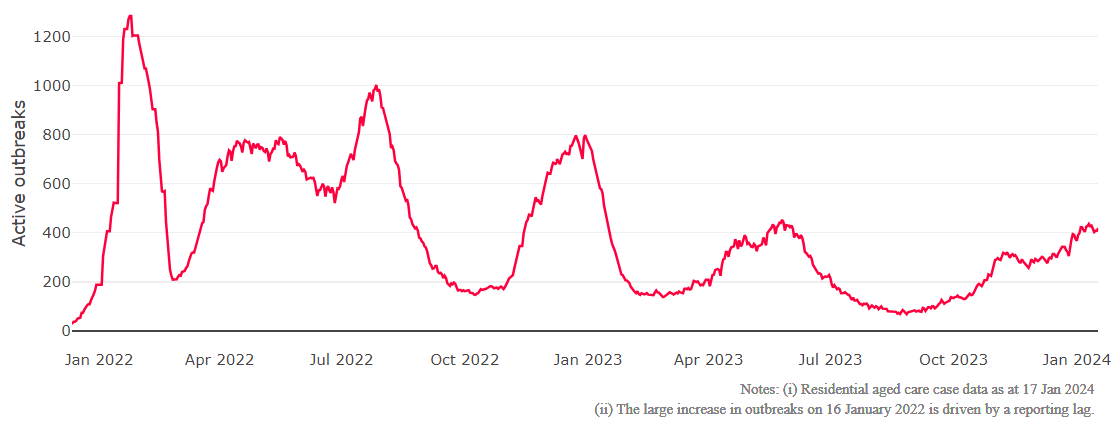 Active outbreaks
1200
1000
800
600
400
200
0
Jan 2022 Apr 2022 Jul 2022 Oct 2022 Jan 2023 Apr 2023 Jul 2023 Oct 2023 Jan 2024
Notes: (i) Residential aged care case data as at 17 Jan 2024
(ii) The large increase in outbreaks on 16 January 2022 is driven by a reporting lag.